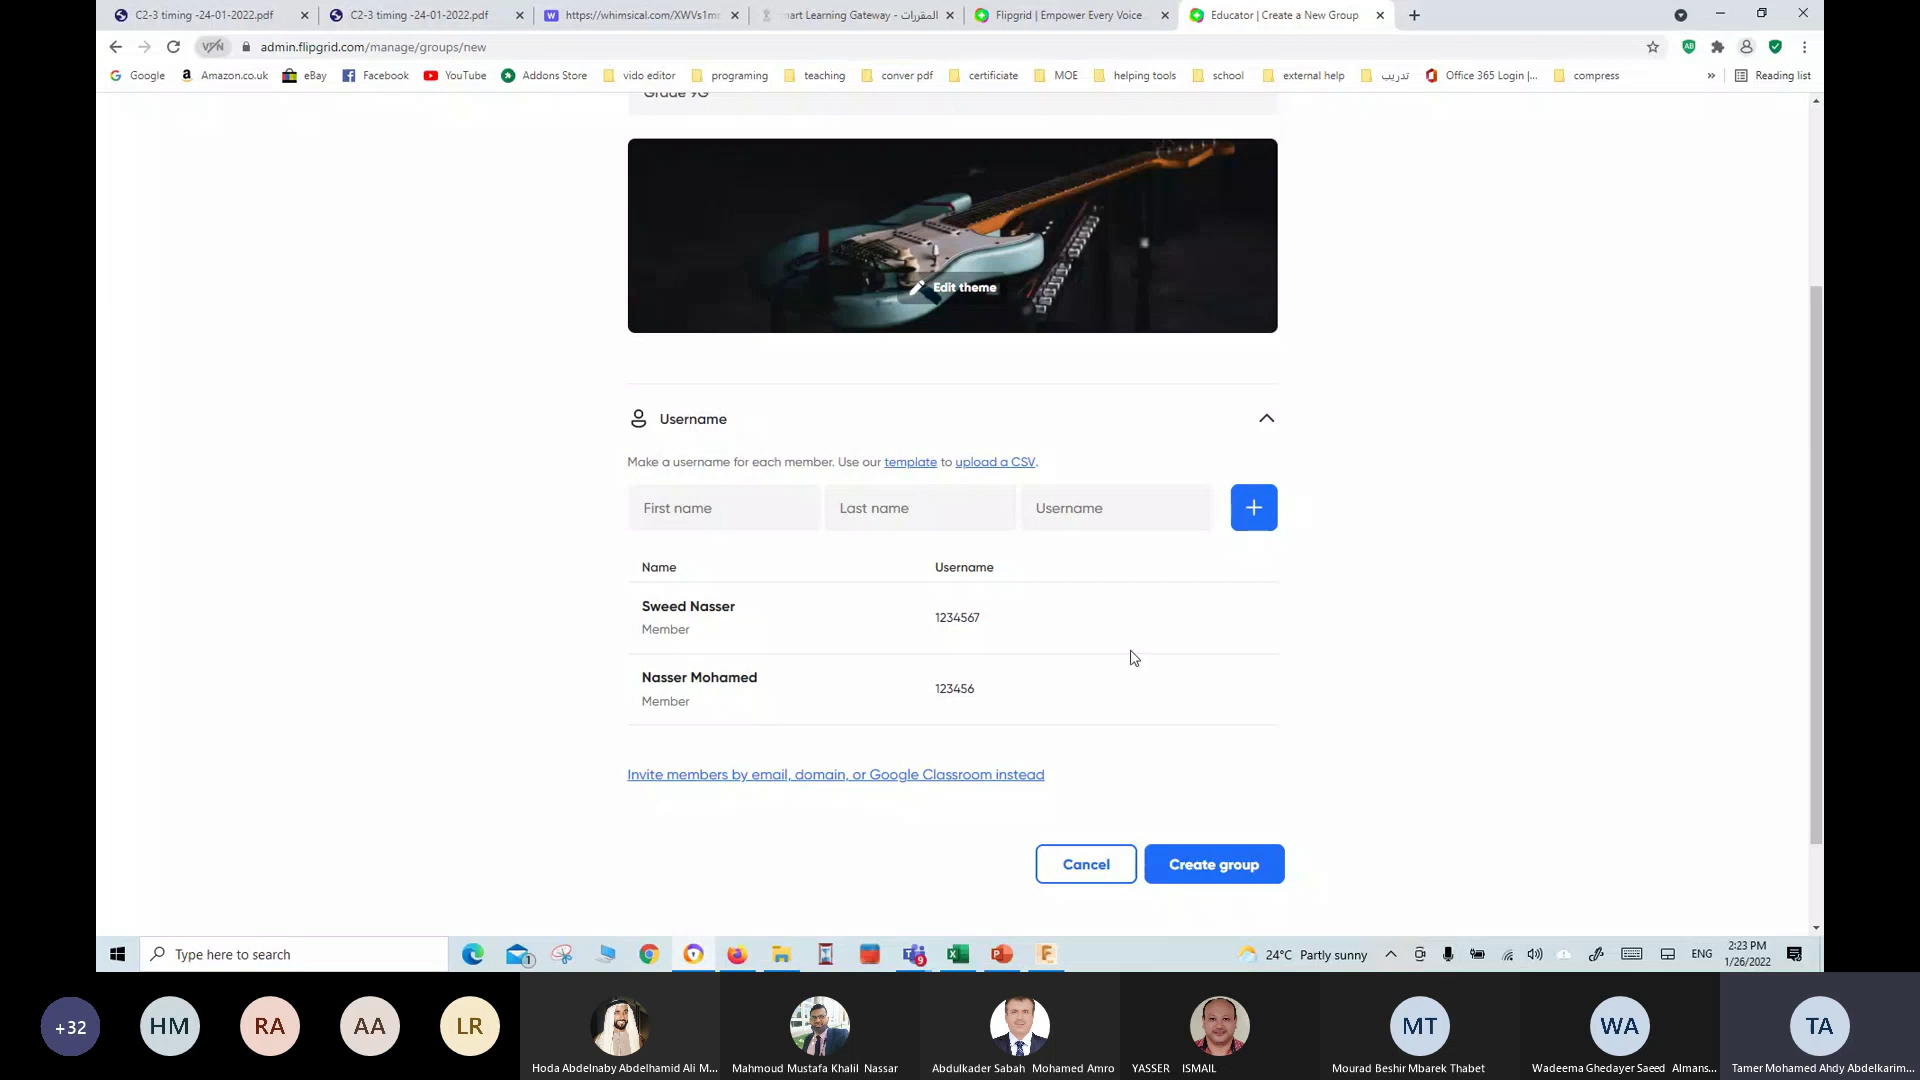 C2-3 timing -24-01-2022.pdf
C2-3 timing -24-01-2022.pdf
https://whimsical.com/XWVs1m
mart Learning Gateway - المقررات
Flipgrid | Empower Every Voice
Educator | Create a New Group
VPN
admin.flipgrid.com/manage/groups/new
Google
Amazon.co.uk
eBay
Facebook
YouTube
Addons Store
vido editor
programing
teaching
conver pdf
certificiate
MOE
helping tools
school
external help
تدريب
Office 365 Login |...
compress
»
Reading list
Grade 9G
Edit theme
Username
Make a username for each member. Use our template to upload a CSV.
First name
Last name
Username
+
Name
Username
Sweed Nasser
1234567
Member
Nasser Mohamed
123456
Member
Invite members by email, domain, or Google Classroom instead
Cancel
Create group
Type here to search
24°C Partly sunny
ENG
2:23 PM
1/26/2022
+32
HM
RA
AA
LR
MT
WA
TA
Hoda Abdelnaby Abdelhamid Ali M...
Mahmoud Mustafa Khalil Nassar
Abdulkader Sabah Mohamed Amro
YASSER ISMAIL
Mourad Beshir Mbarek Thabet
Wadeema Ghedayer Saeed Almans...
Tamer Mohamed Ahdy Abdelkarim...